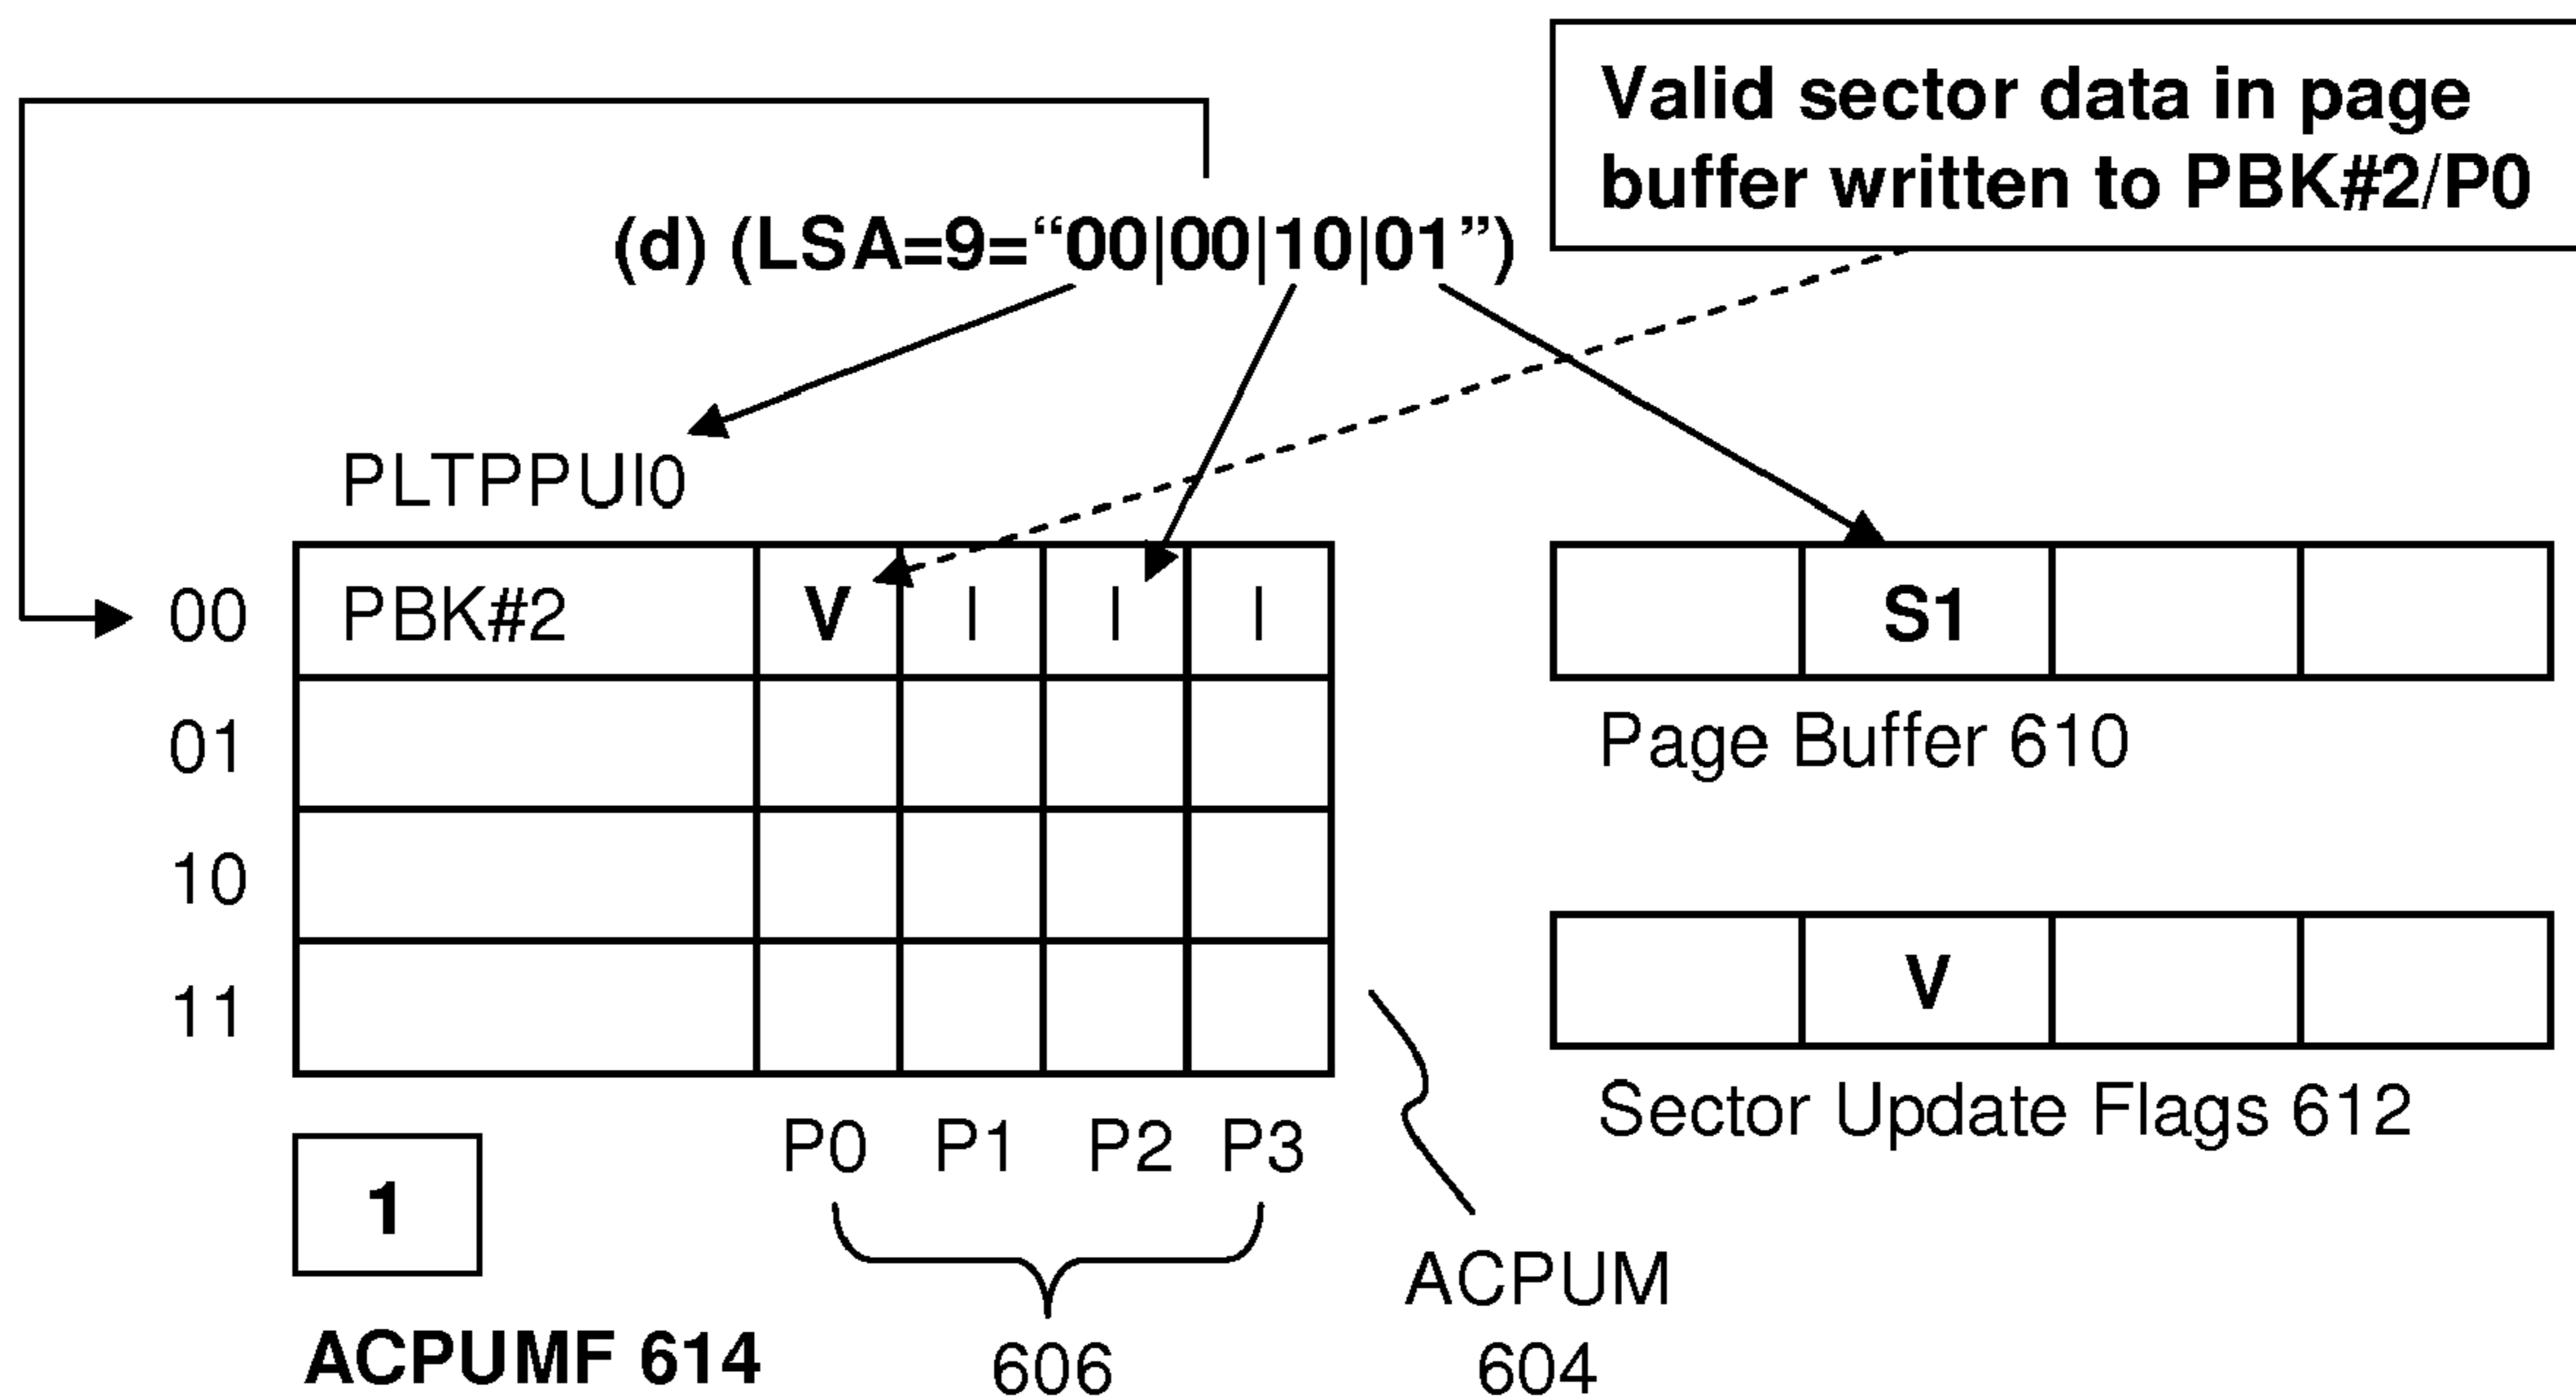 Valid sector data in page
buffer written to PBK#2/P0
(d) (LSA=9=“00|00|10|01”)
PLTPPUI0
00 PBK#2 V I I I
S1
01
Page Buffer 610
10
11
V
Sector Update Flags 612
P0 P1 P2 P3
1
ACPUM
604
ACPUMF 614
606